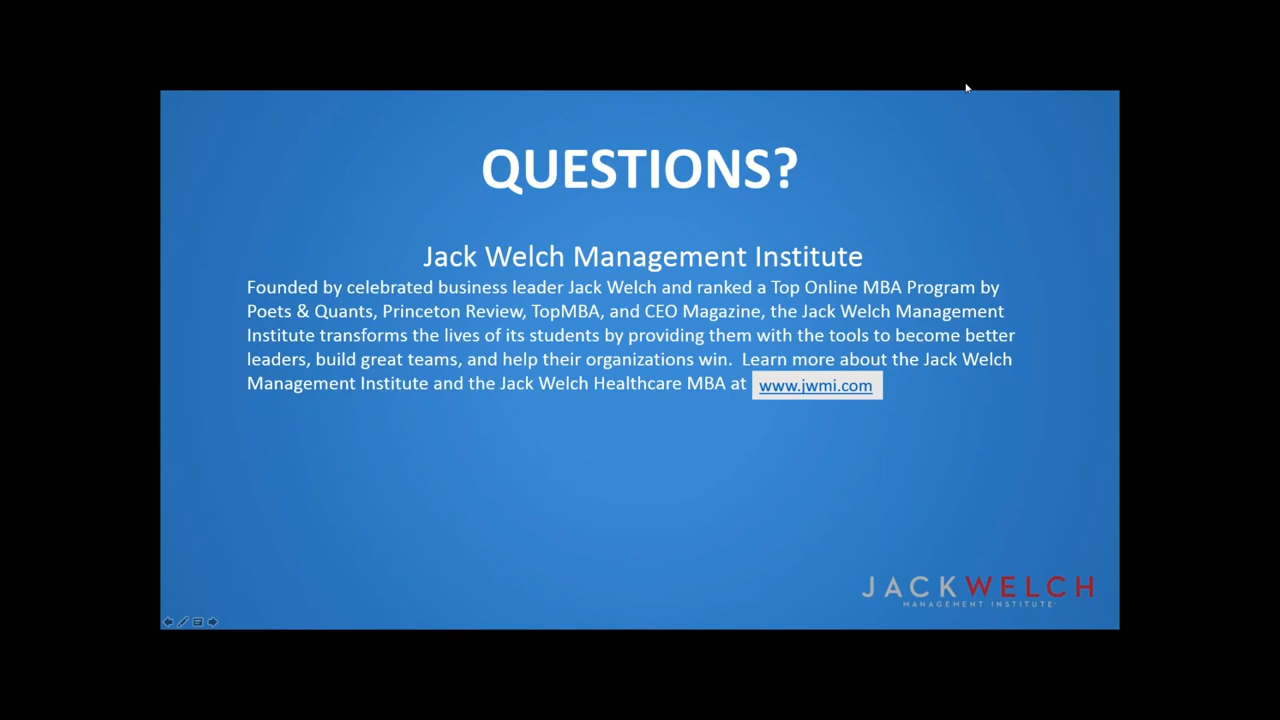 QUESTIONS?
Jack Welch Management Institute
Founded by celebrated business leader Jack Welch and ranked a Top Online MBA Program by
Poets & Quants, Princeton Review, TopMBA, and CEO Magazine, the Jack Welch Management
Institute transforms the lives of its students by providing them with the tools to become better
leaders, build great teams, and help their organizations win.  Learn more about the Jack Welch
Management Institute and the Jack Welch Healthcare MBA at www.jwmi.com
JACKWELCH
MANAGEMENT INSTITUTE